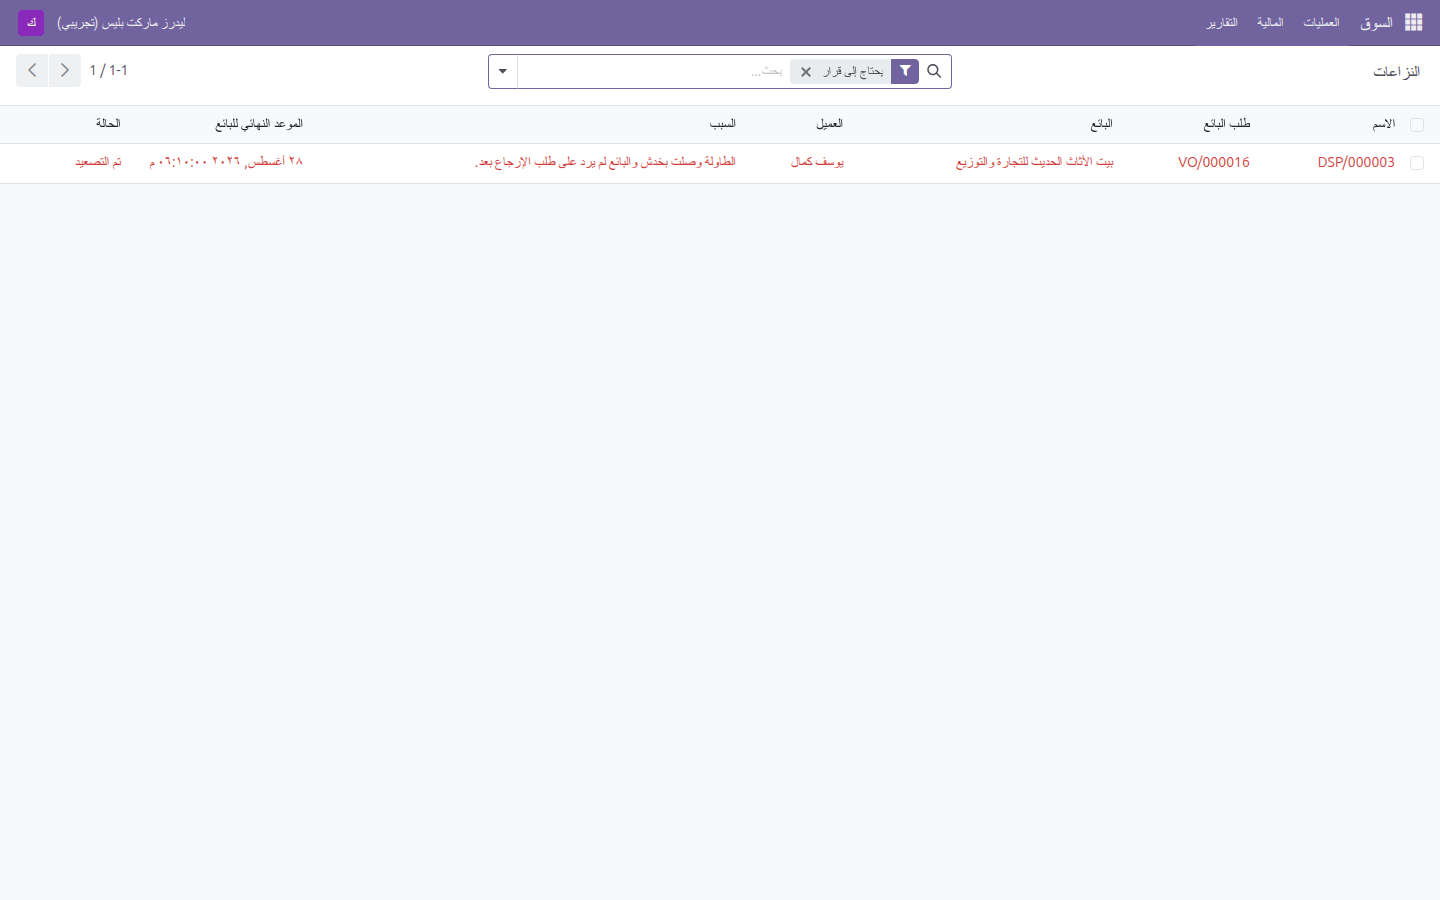 السوق العمليات المالية التقارير ليدرز ماركت بليس (تجريبي) ك
النزاعات يحتاج إلى قرار بحث... 1-1 / 1
الاسم طلب البائع البائع العميل السبب الموعد النهائي للبائع الحالة
DSP/000003 VO/000016 بيت الأثاث الحديث للتجارة والتوزيع يوسف كمال الطاولة وصلت بخدش والبائع لم يرد على طلب الإرجاع بعد. ٢٨ أغسطس, ٢٠٢٦ ٠٦:١٠:٠٠ م تم التصعيد